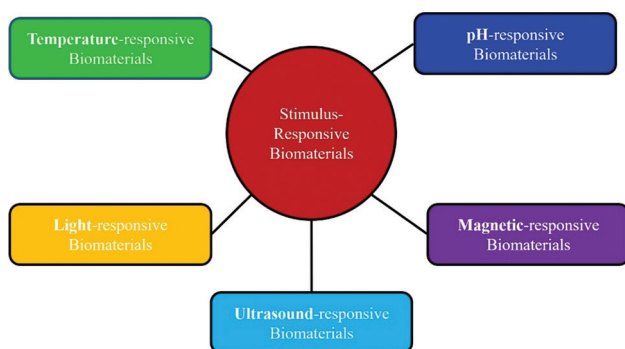 Temperature-responsive
Biomaterials
pH-responsive
Biomaterials
Stimulus-
Responsive
Biomaterials
Light-responsive
Biomaterials
Magnetic-responsive
Biomaterials
Ultrasound-responsive
Biomaterials